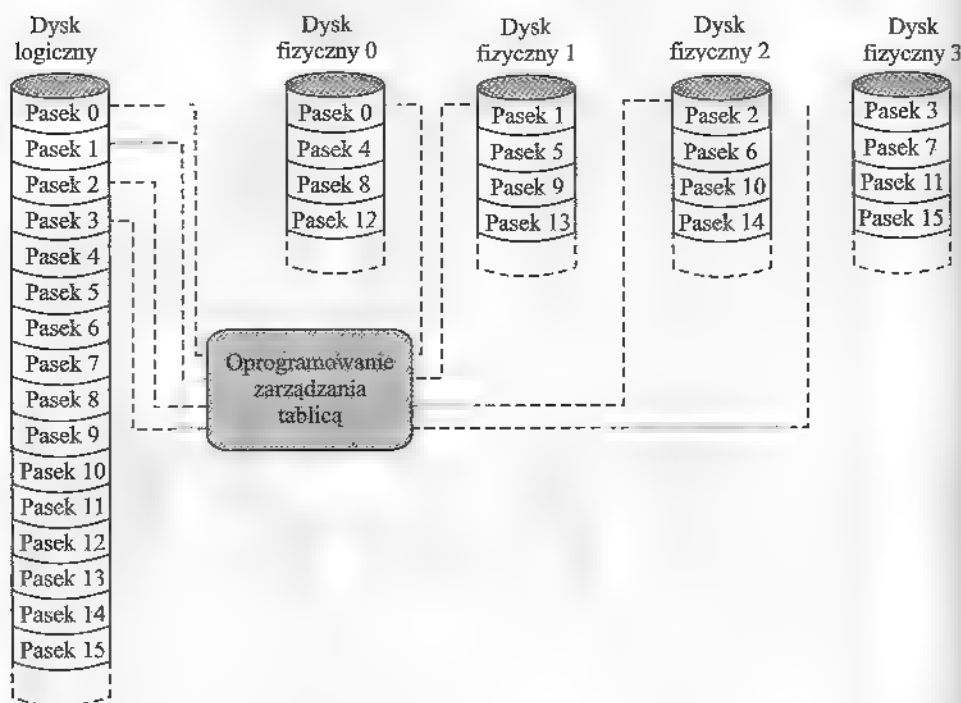 Dysk
logiczny
Pasek 0
Pasek 1
Pasek 2
Pasek 3
Pasek 4
Pasek 5
Pasek 6
Pasek 7
Pasek 8
Pasek 9
Pasek 10
Pasek 11
Pasek 12
Pasek 13
Pasek 14
Pasek 15
Dysk
fizyczny 0
Pasek 0
Pasek 4
Pasek 8
Pasek 12
Dysk
fizyczny 1
Pasek 1
Pasek 5
Pasek 9
Pasek 13
Dysk
fizyczny 2
Pasek 2
Pasek 6
Pasek 10
Pasek 14
Dysk
fizyczny 3
Pasek 3
Pasek 7
Pasek 11
Pasek 15
Oprogramowanie
zarządzania
tablicą